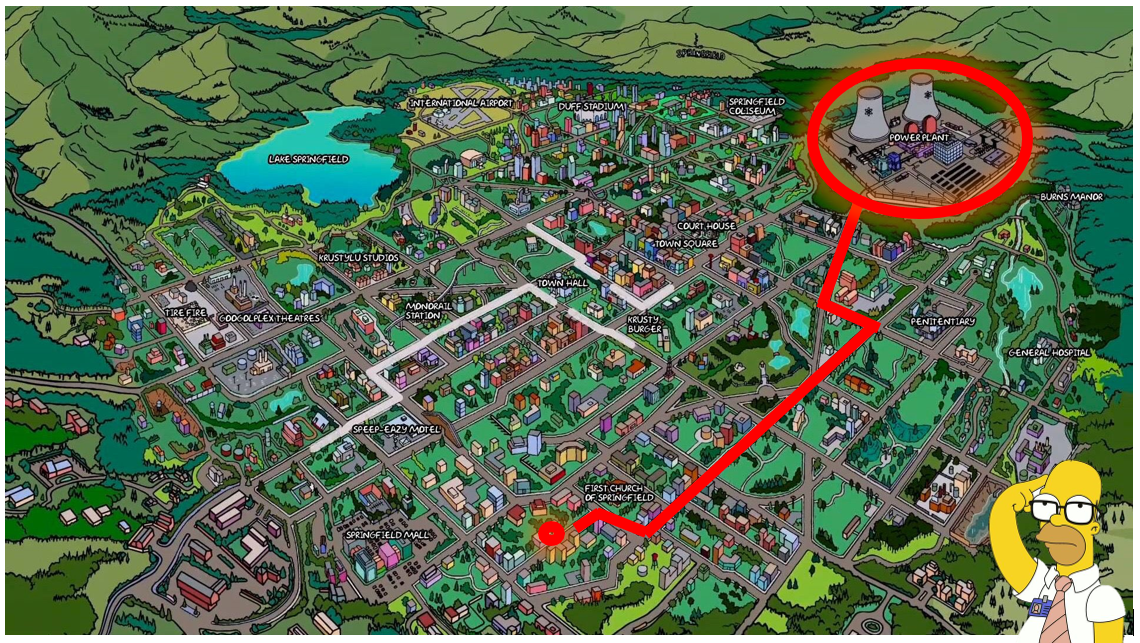 SPRINGFIELD
INTERNATIONAL AIRPORT
DUFF STADIUM
SPRINGFIELD
COLISEUM
POWER PLANT
LAKE SPRINGFIELD
BURNS MANOR
COURT HOUSE
TOWN SQUARE
KRUSTYLU STUDIOS
TOWN HALL
MONORAIL
STATION
TIRE FIRE
GOOGOLPLEX THEATRES
KRUSTY
BURGER
PENITENTIARY
GENERAL HOSPITAL
SPEEP-EAZY MOTEL
FIRST CHURCH
OF SPRINGFIELD
SPRINGFIELD MALL